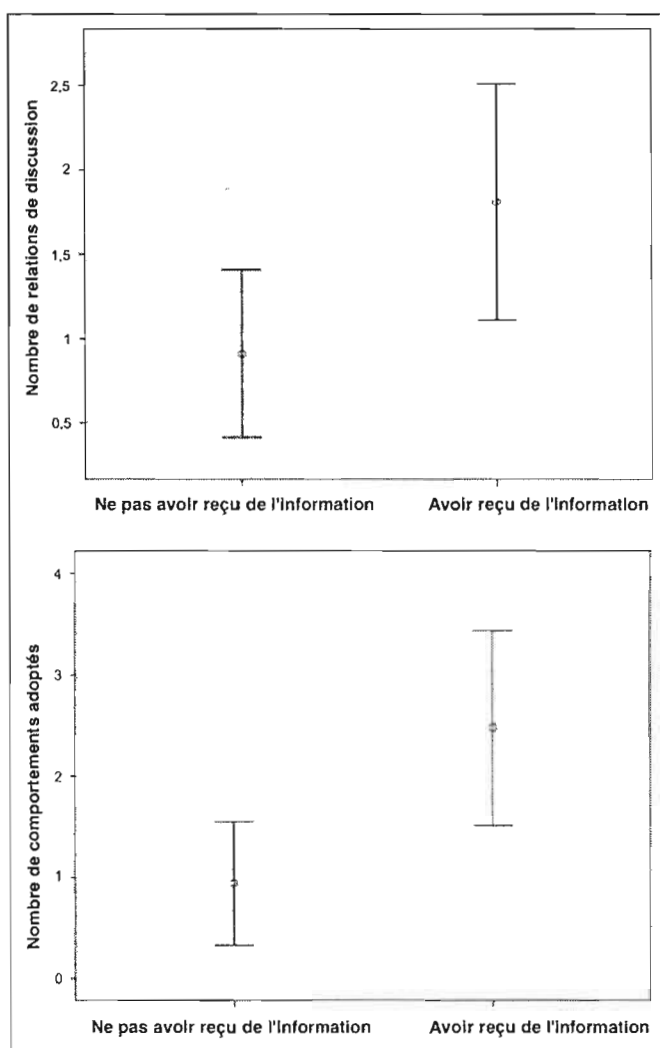 Nombre de relations de discussion
2,5
2
1,5
1
0,5
Ne pas avoir reçu de l'information
Avoir reçu de l'information
Nombre de comportements adoptés
4
3
2
1
0
Ne pas avoir reçu de l'information
Avoir reçu de l'information